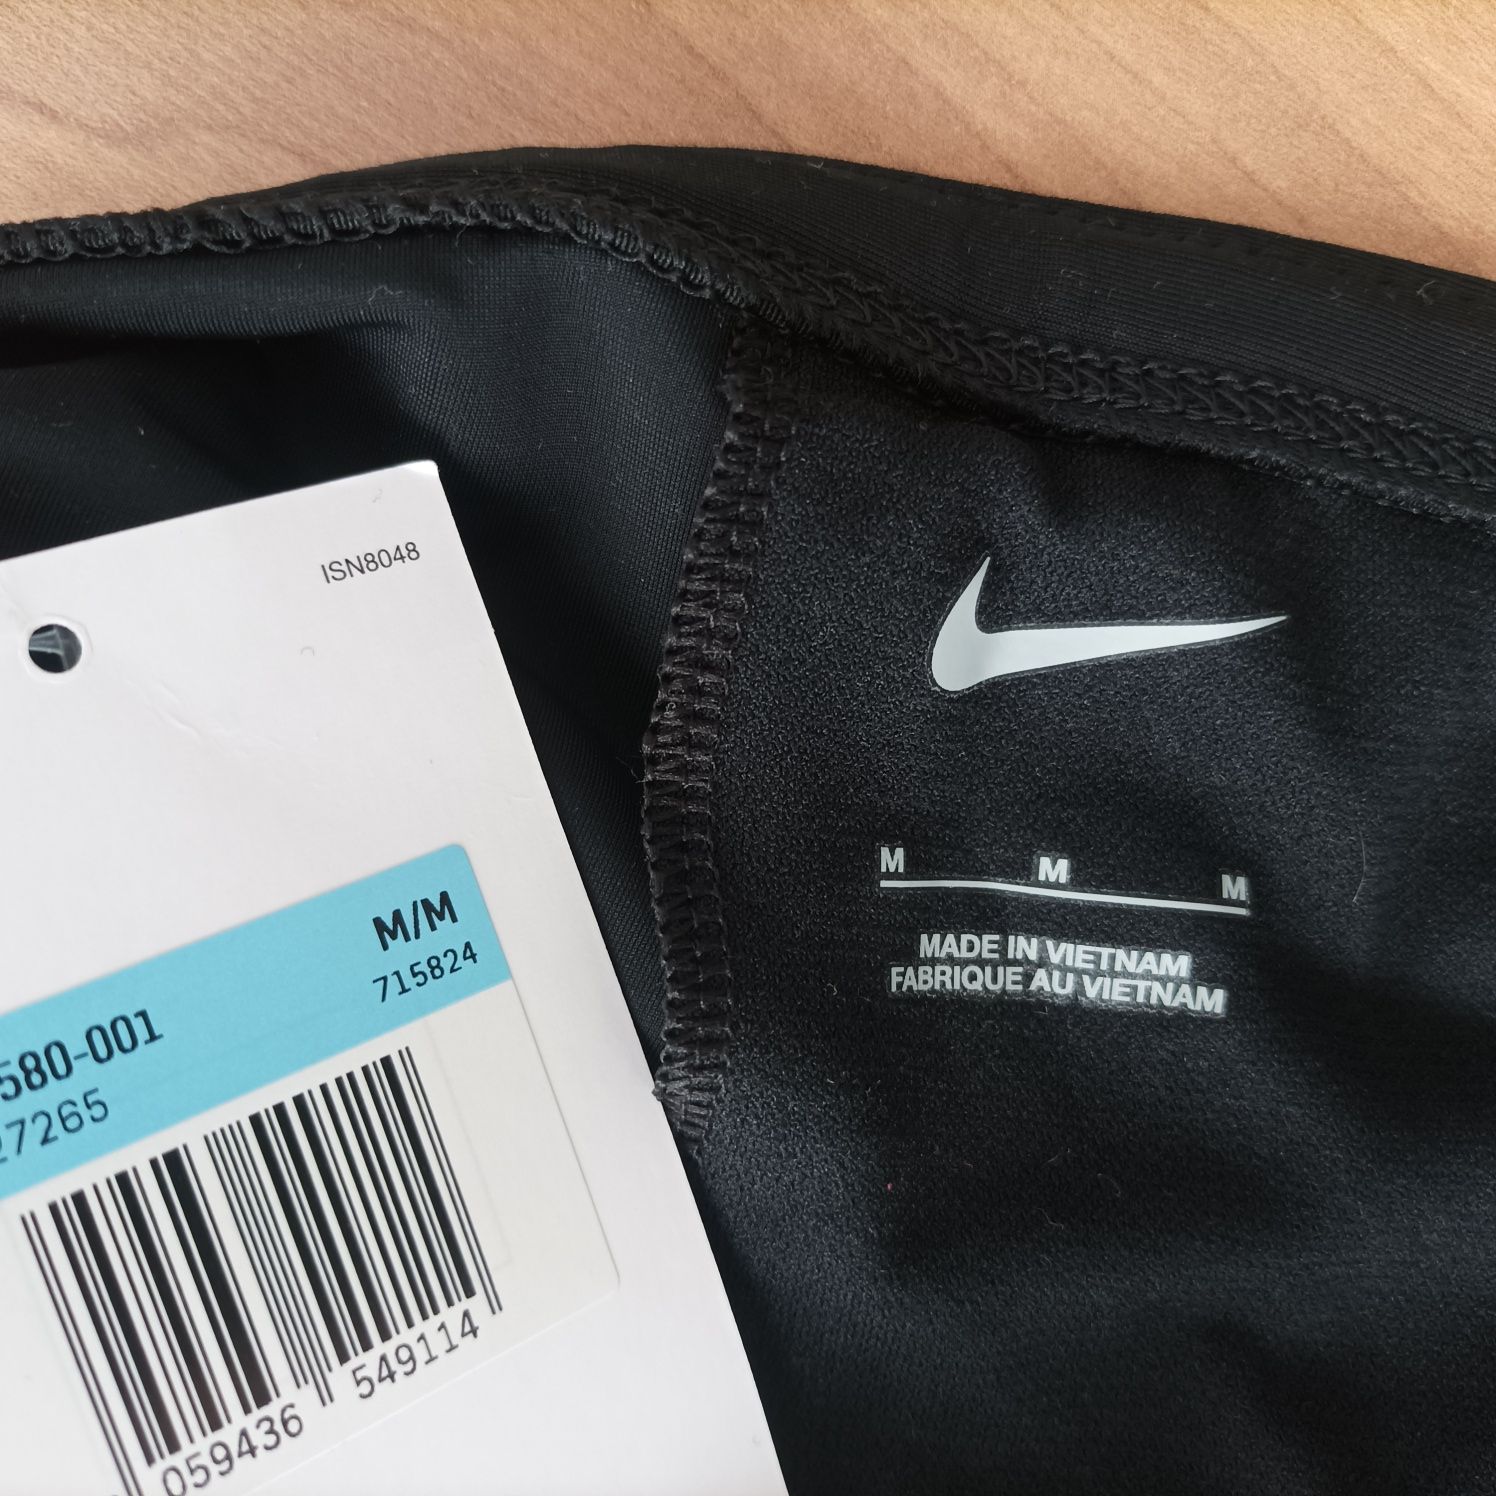 ISN8048
M/M
715824
580-001
27265
059436 549114
M M M
MADE IN VIETNAM
FABRIQUE AU VIETNAM